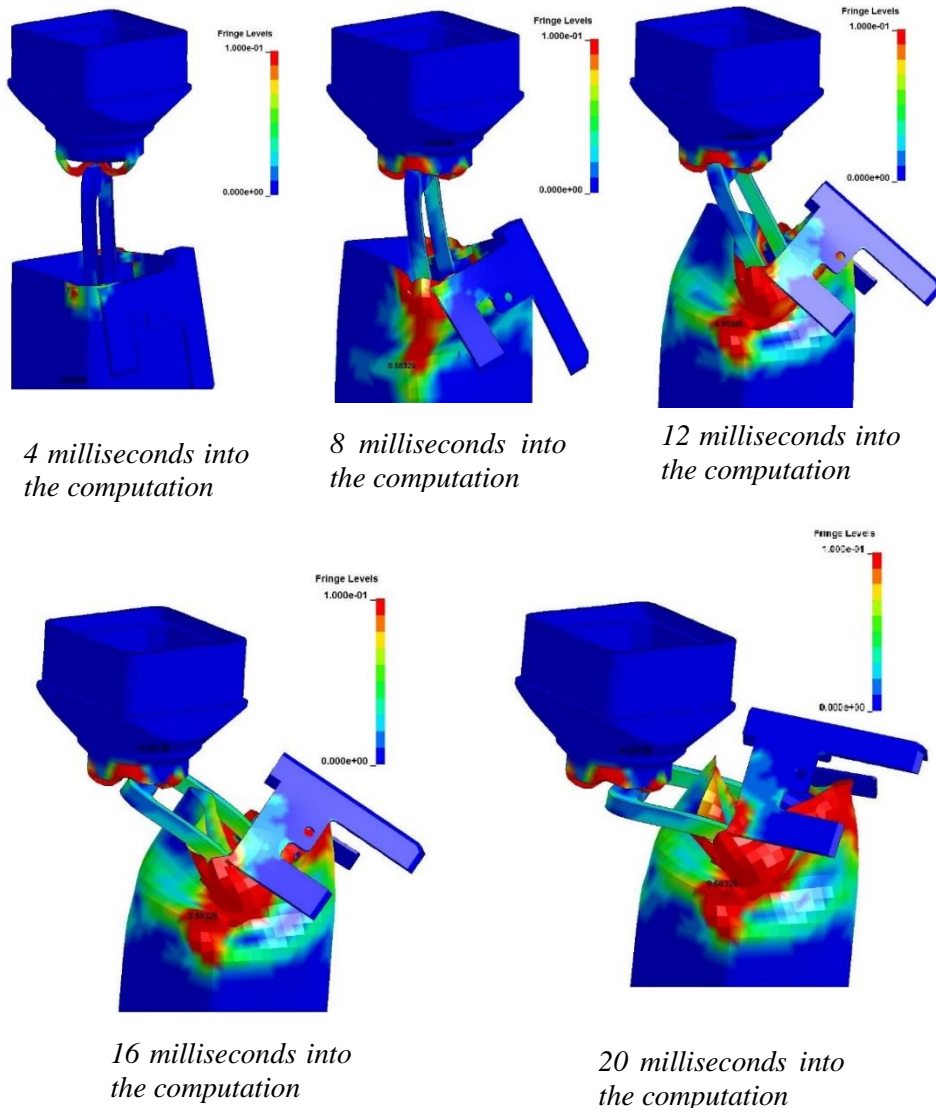 Fringe Levels
1.000e-01
0.000e+00
Fringe Levels
1.000e-01
0.000e+00
Fringe Levels
1.000e-01
0.000e+00
4 milliseconds into
the computation
8 milliseconds into
the computation
12 milliseconds into
the computation
Fringe Levels
1.000e-01
0.000e+00
Fringe Levels
1.000e-01
0.000e+00
16 milliseconds into
the computation
20 milliseconds into
the computation